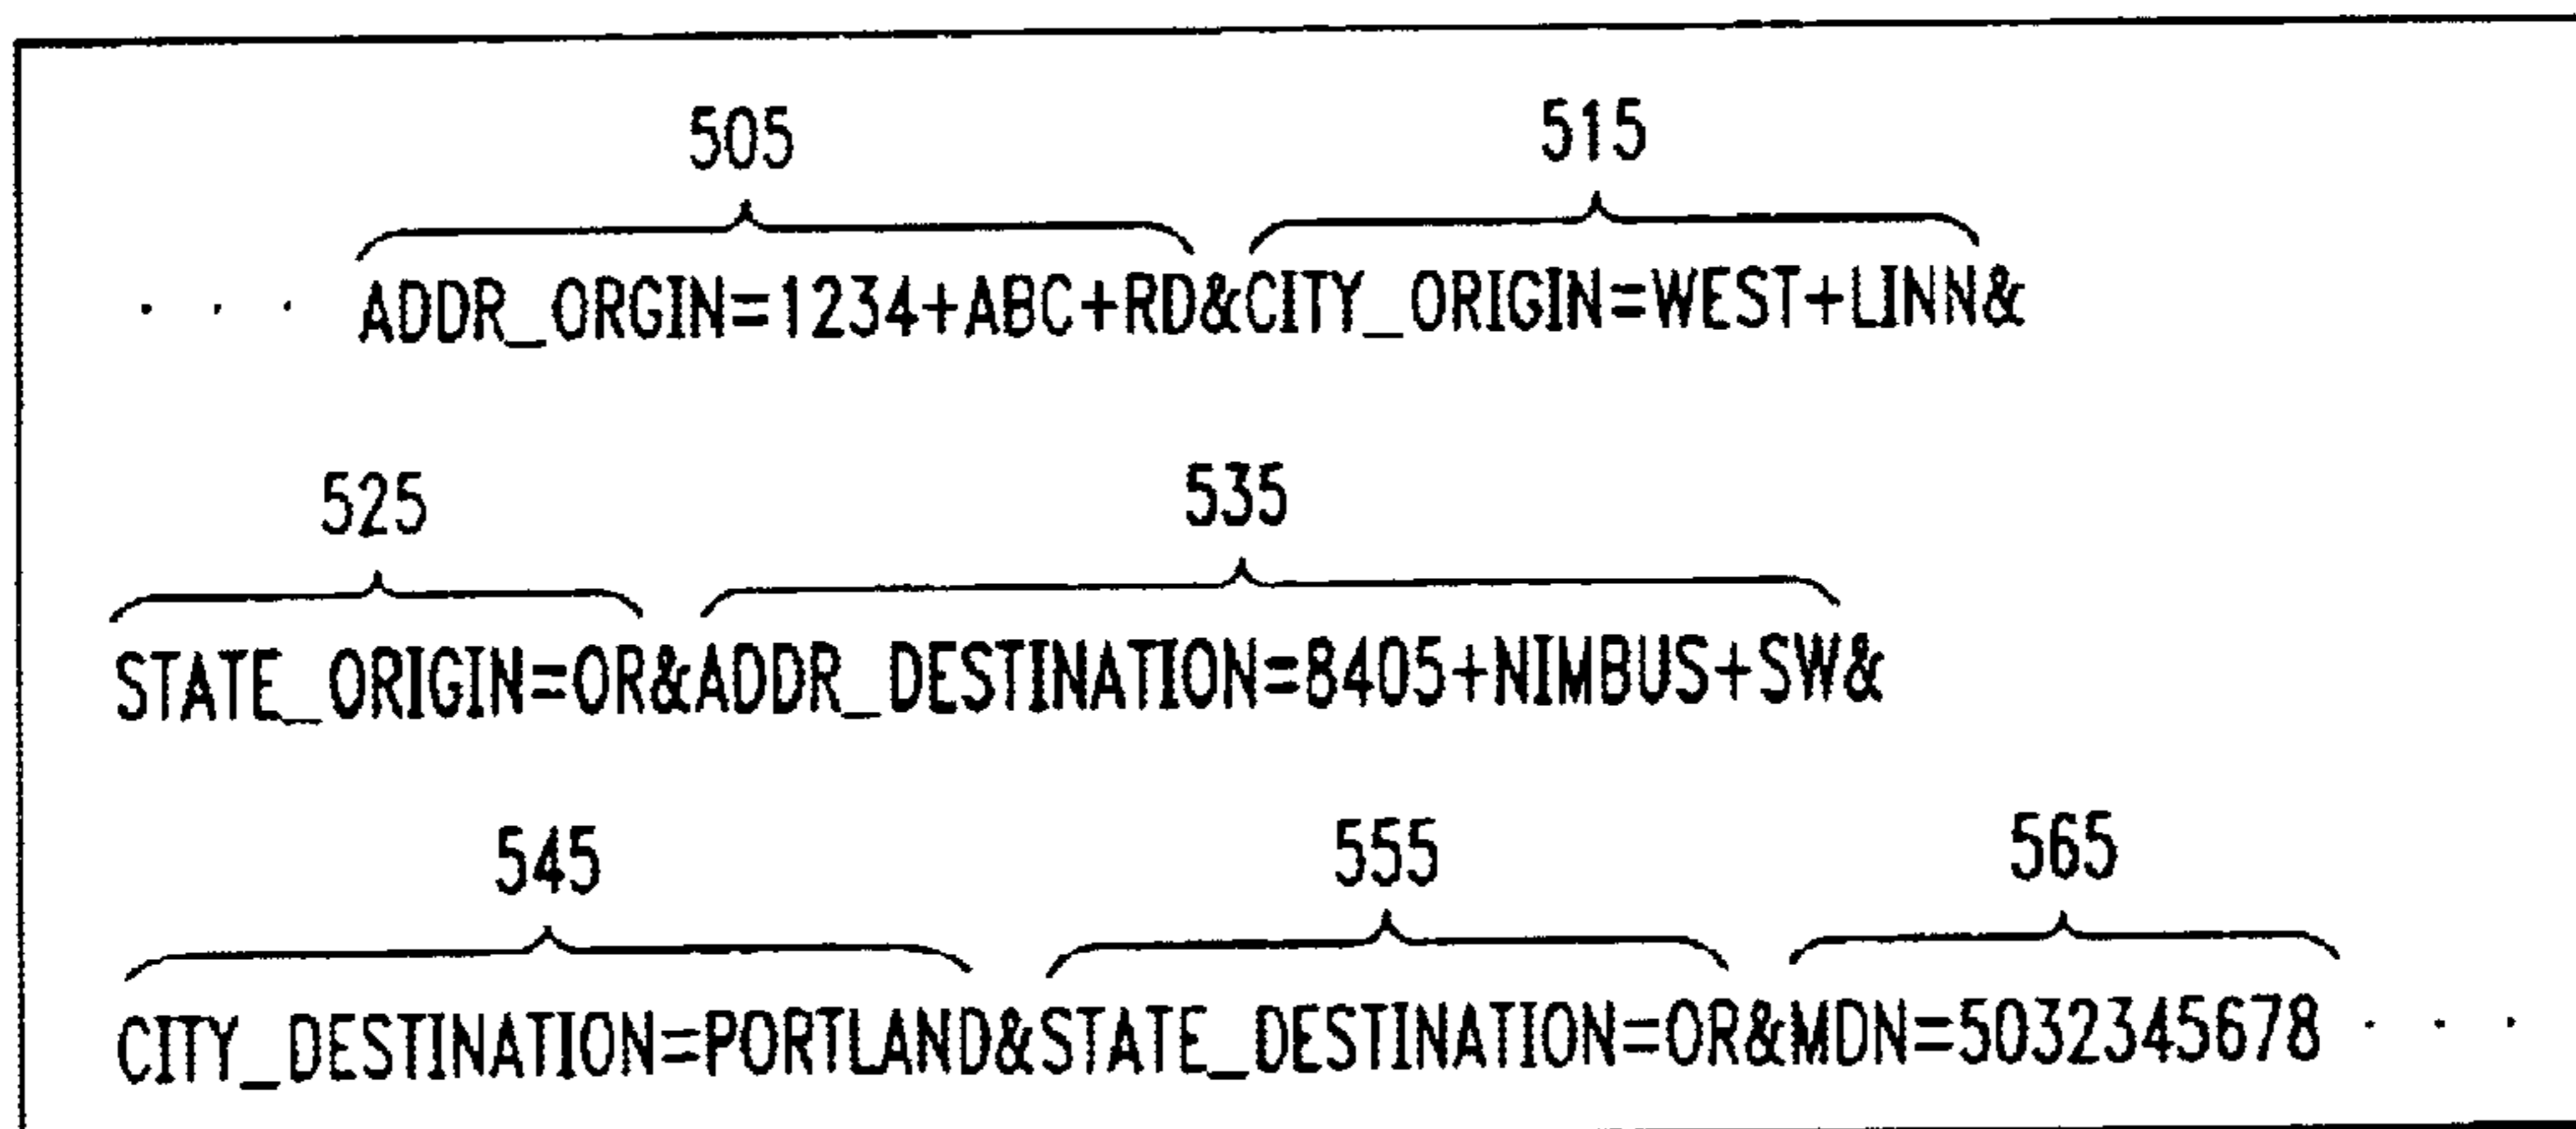 505 515
. . . ADDR_ORGIN=1234+ABC+RD&CITY_ORIGIN=WEST+LINN&
525 535
STATE_ORIGIN=OR&ADDR_DESTINATION=8405+NIMBUS+SW&
545 555 565
CITY_DESTINATION=PORTLAND&STATE_DESTINATION=OR&MDN=5032345678 . . .